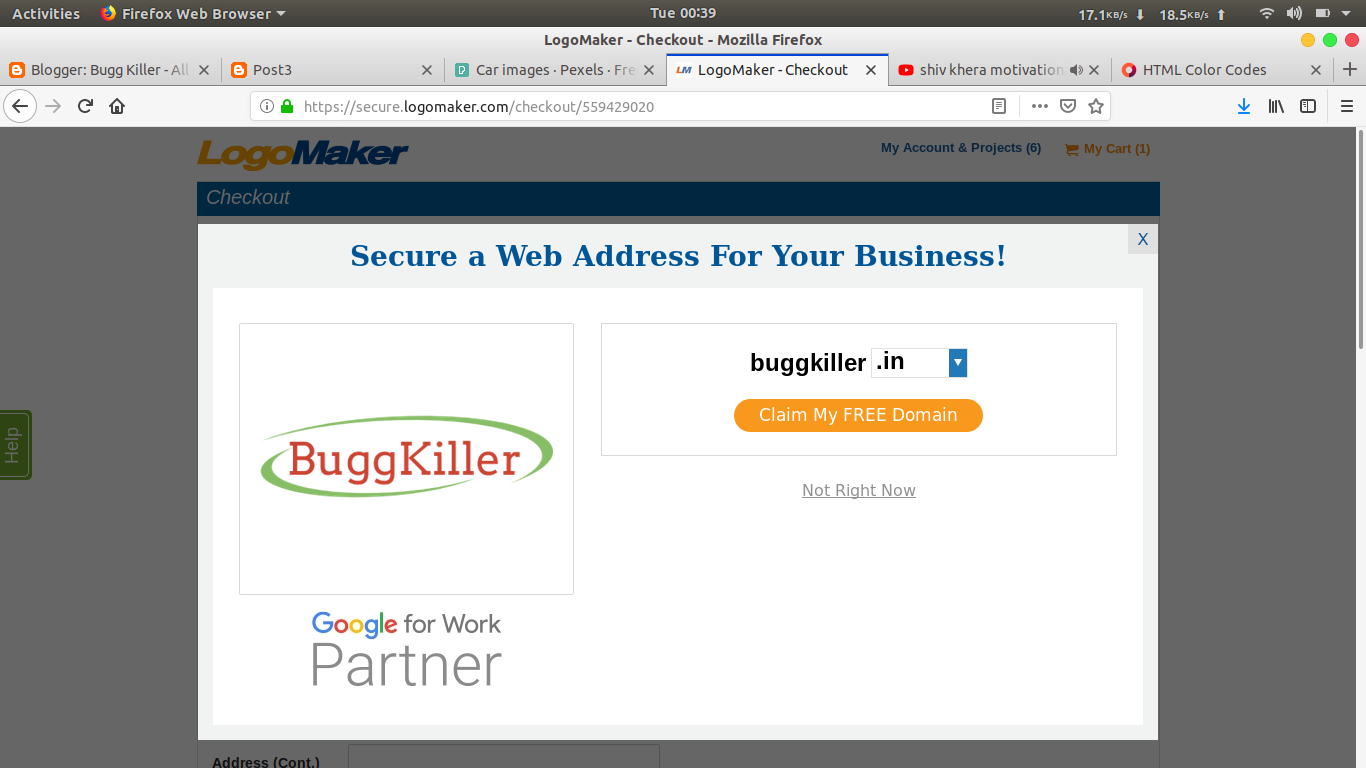 Activities Firefox Web Browser Tue 00:39 17.1KB/s 18.5KB/s
LogoMaker - Checkout - Mozilla Firefox
Blogger: Bugg Killer - All Post3 Car images · Pexels · Fre LogoMaker - Checkout shiv khera motivation HTML Color Codes
https://secure.logomaker.com/checkout/559429020
LogoMaker My Account & Projects (6) My Cart (1)
Checkout
X
Secure a Web Address For Your Business!
buggkiller .in
Claim My FREE Domain
Not Right Now
BuggKiller
Help
Google for Work
Partner
Address (Cont.)